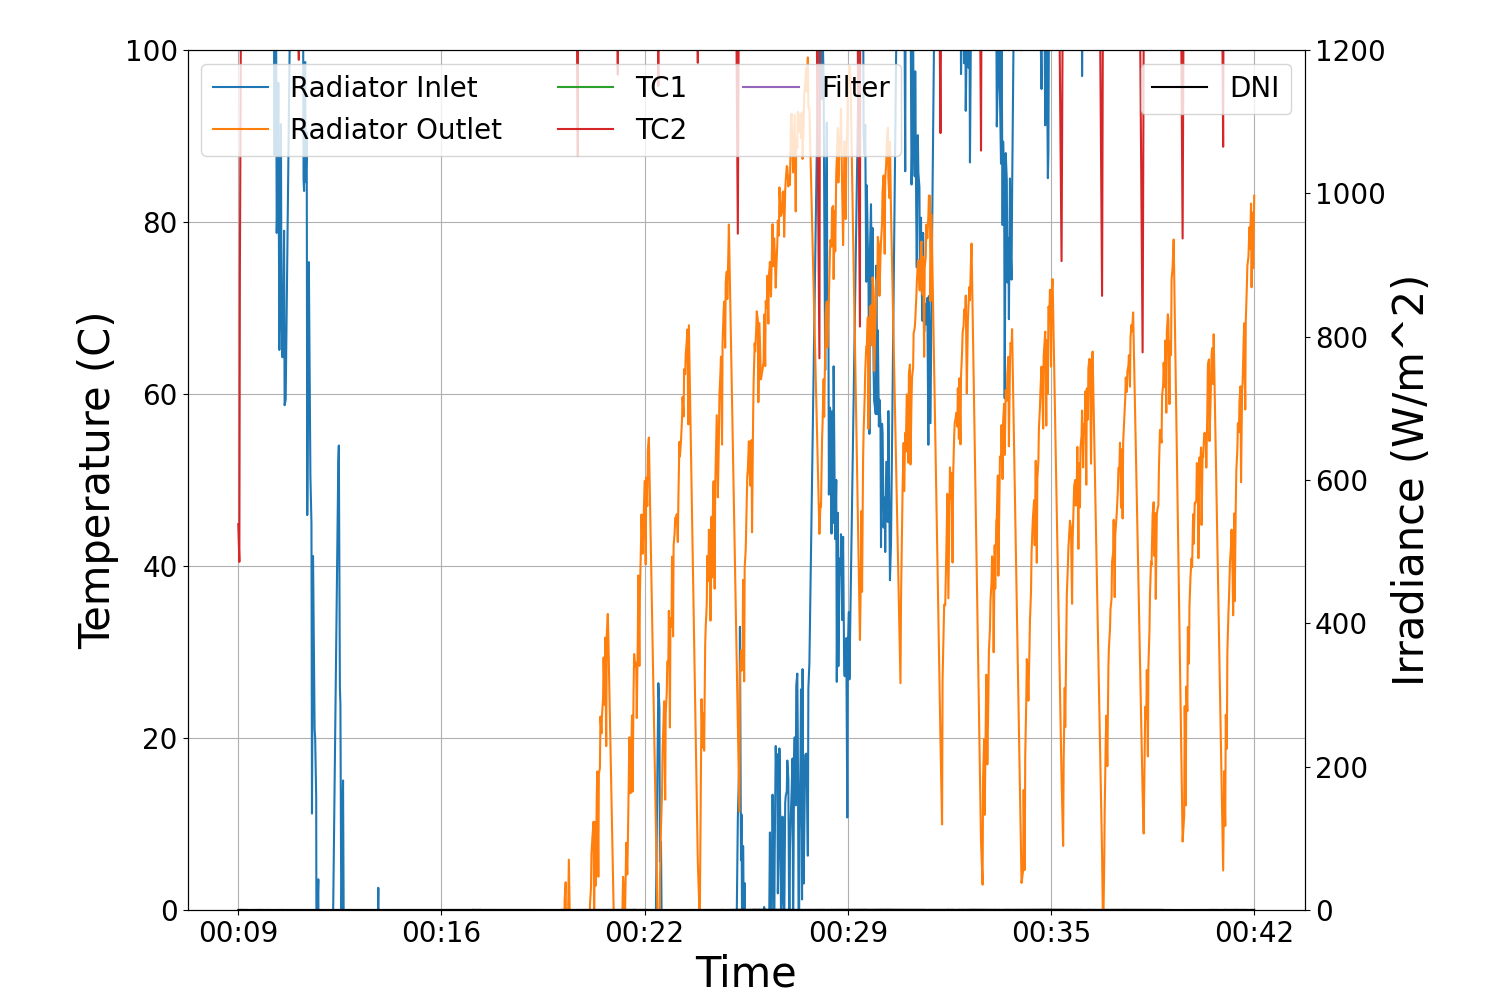 100
80
60
40
20
0
Temperature (C)
Radiator Inlet
Radiator Outlet
TC1
TC2
Filter
DNI
1200
1000
800
600
400
200
0
Irradiance (W/m^2)
00:09
00:16
00:22
00:29
00:35
00:42
Time